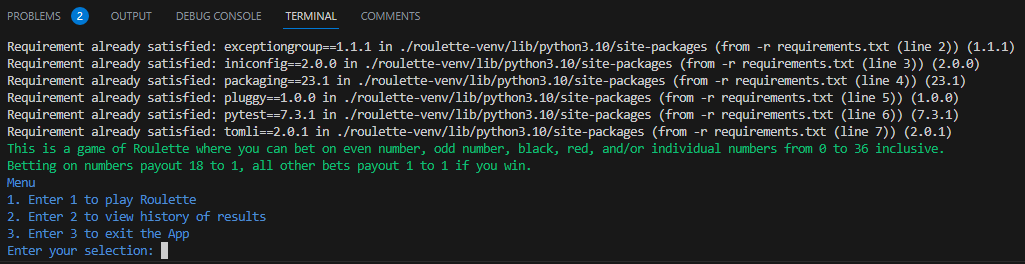 PROBLEMS 2 OUTPUT DEBUG CONSOLE TERMINAL COMMENTS
Requirement already satisfied: exceptiongroup==1.1.1 in ./roulette-venv/lib/python3.10/site-packages (from -r requirements.txt (line 2)) (1.1.1)
Requirement already satisfied: iniconfig==2.0.0 in ./roulette-venv/lib/python3.10/site-packages (from -r requirements.txt (line 3)) (2.0.0)
Requirement already satisfied: packaging==23.1 in ./roulette-venv/lib/python3.10/site-packages (from -r requirements.txt (line 4)) (23.1)
Requirement already satisfied: pluggy==1.0.0 in ./roulette-venv/lib/python3.10/site-packages (from -r requirements.txt (line 5)) (1.0.0)
Requirement already satisfied: pytest==7.3.1 in ./roulette-venv/lib/python3.10/site-packages (from -r requirements.txt (line 6)) (7.3.1)
Requirement already satisfied: tomli==2.0.1 in ./roulette-venv/lib/python3.10/site-packages (from -r requirements.txt (line 7)) (2.0.1)
This is a game of Roulette where you can bet on even number, odd number, black, red, and/or individual numbers from 0 to 36 inclusive.
Betting on numbers payout 18 to 1, all other bets payout 1 to 1 if you win.
Menu
1. Enter 1 to play Roulette
2. Enter 2 to view history of results
3. Enter 3 to exit the App
Enter your selection: